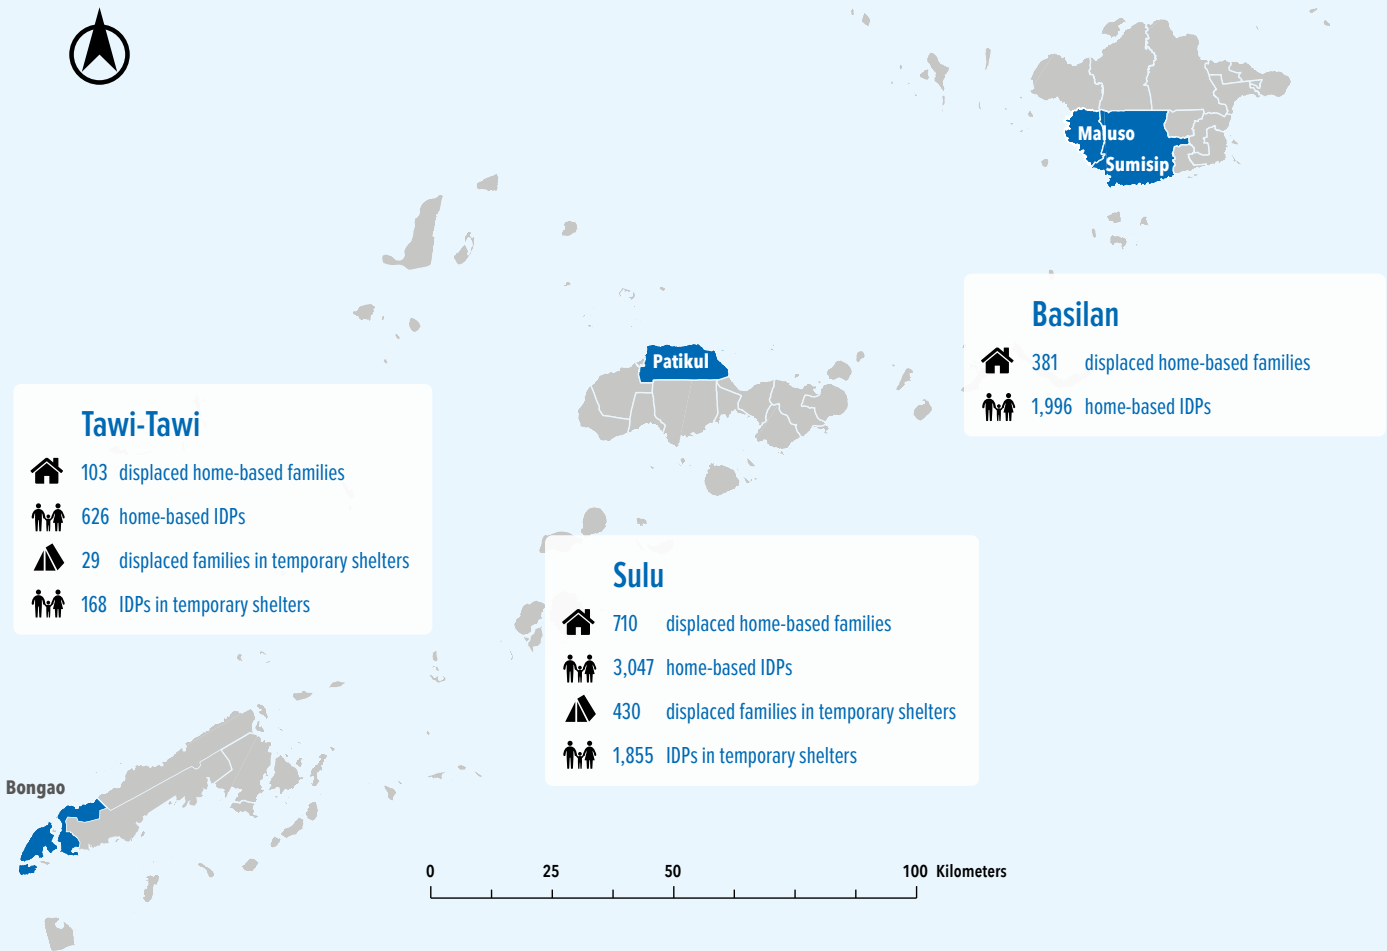 Maluso
Sumisip
Basilan
381 displaced home-based families
1,996 home-based IDPs
Patikul
Tawi-Tawi
103 displaced home-based families
626 home-based IDPs
29 displaced families in temporary shelters
168 IDPs in temporary shelters
Sulu
710 displaced home-based families
3,047 home-based IDPs
430 displaced families in temporary shelters
1,855 IDPs in temporary shelters
Bongao
0 25 50 100 Kilometers